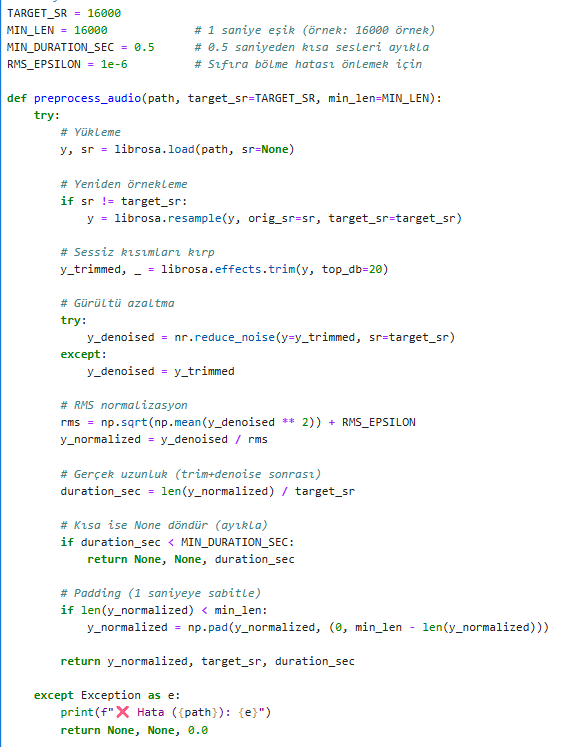 TARGET_SR = 16000
MIN_LEN = 16000           # 1 saniye eşik (örnek: 16000 örnek)
MIN_DURATION_SEC = 0.5    # 0.5 saniyeden kısa sesleri ayıkla
RMS_EPSILON = 1e-6        # Sıfıra bölme hatası önlemek için

def preprocess_audio(path, target_sr=TARGET_SR, min_len=MIN_LEN):
    try:
        # Yükleme
        y, sr = librosa.load(path, sr=None)

        # Yeniden örnekleme
        if sr != target_sr:
            y = librosa.resample(y, orig_sr=sr, target_sr=target_sr)

        # Sessiz kısımları kırp
        y_trimmed, _ = librosa.effects.trim(y, top_db=20)

        # Gürültü azaltma
        try:
            y_denoised = nr.reduce_noise(y=y_trimmed, sr=target_sr)
        except:
            y_denoised = y_trimmed

        # RMS normalizasyon
        rms = np.sqrt(np.mean(y_denoised ** 2)) + RMS_EPSILON
        y_normalized = y_denoised / rms

        # Gerçek uzunluk (trim+denoise sonrası)
        duration_sec = len(y_normalized) / target_sr

        # Kısa ise None döndür (ayıkla)
        if duration_sec < MIN_DURATION_SEC:
            return None, None, duration_sec

        # Padding (1 saniyeye sabitle)
        if len(y_normalized) < min_len:
            y_normalized = np.pad(y_normalized, (0, min_len - len(y_normalized)))

        return y_normalized, target_sr, duration_sec

    except Exception as e:
        print(f"❌ Hata ({path}): {e}")
        return None, None, 0.0